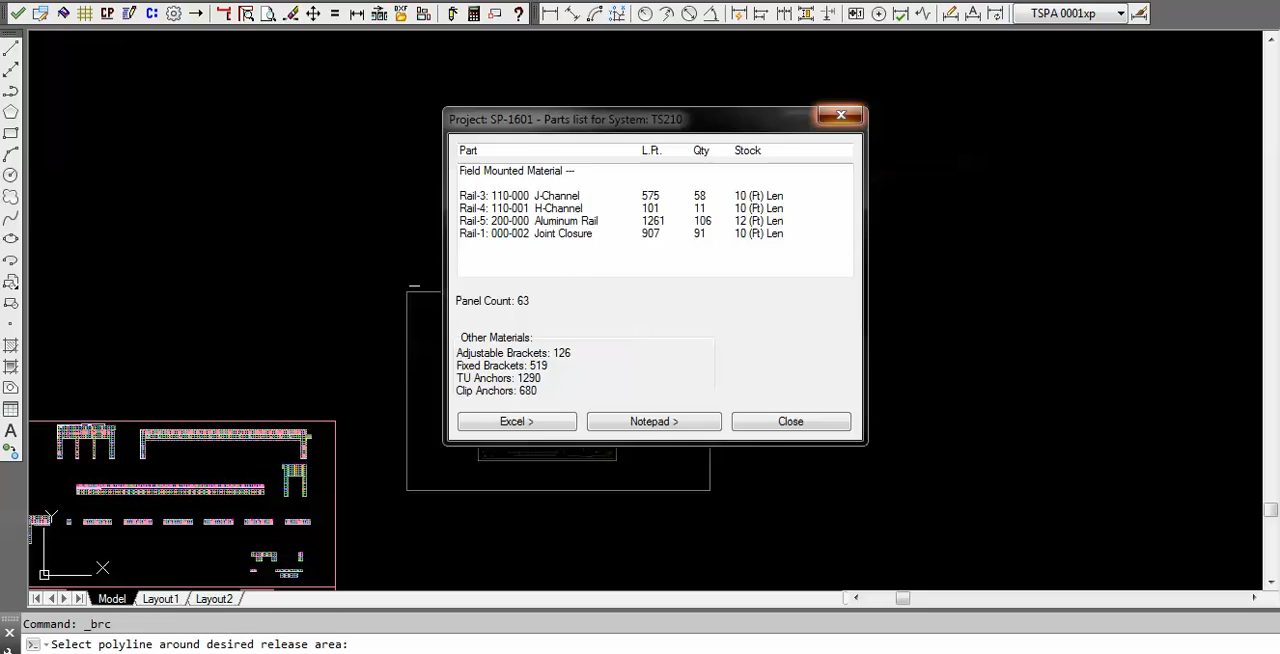 C:
CPT
DXF
TSPA 0001xp
Project: SP-1601 - Parts list for System: TS210
Part L.Ft. Qty Stock
Field Mounted Material ---
Rail-3: 110-000 J-Channel 575 58 10 (Ft) Len
Rail-4: 110-001 H-Channel 101 11 10 (Ft) Len
Rail-5: 200-000 Aluminum Rail 1261 106 12 (Ft) Len
Rail-1: 000-002 Joint Closure 907 91 10 (Ft) Len
Panel Count: 63
Other Materials:
Adjustable Brackets: 126
Fixed Brackets: 519
TU Anchors: 1290
Clip Anchors: 680
Excel > Notepad > Close
Y
X
Model Layout1 Layout2
Command: _brc
Select polyline around desired release area: